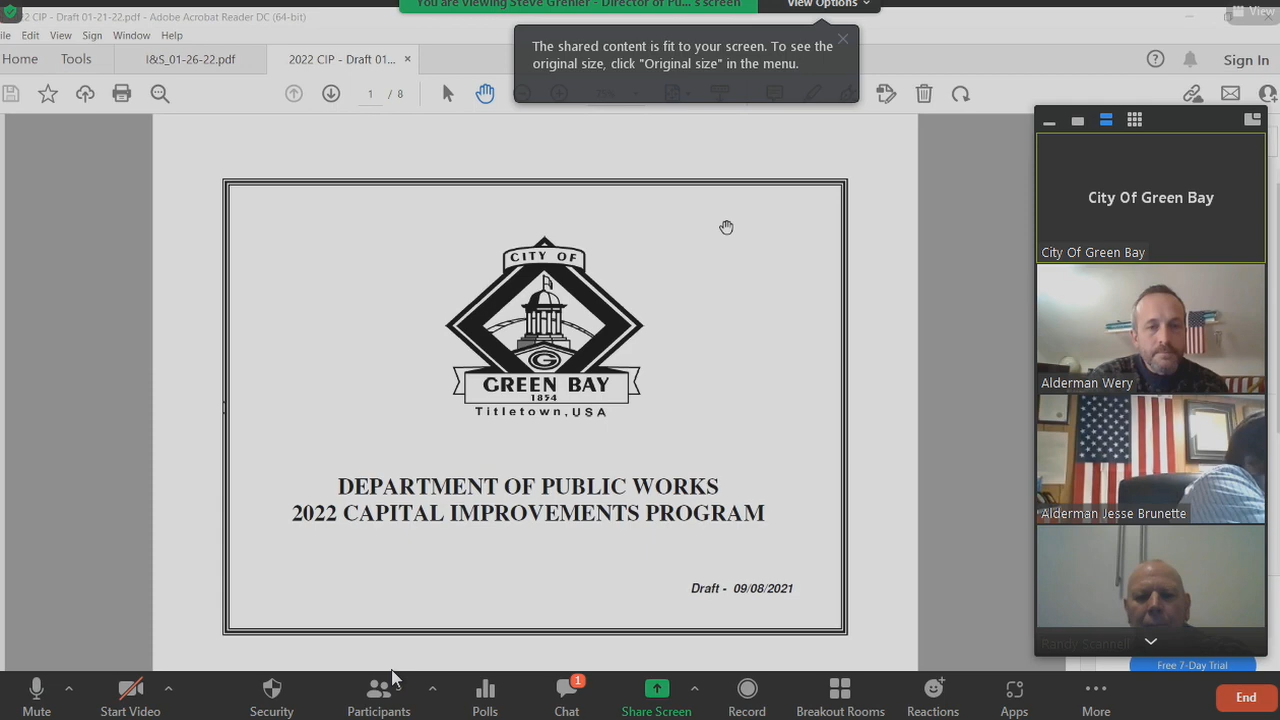 You are viewing Steve Grenier - Director of Pu... 's screen
View Options
View
CIP - Draft 01-21-22.pdf - Adobe Acrobat Reader DC (64-bit)
ile Edit View Sign Window Help
Home Tools I&S_01-26-22.pdf 2022 CIP - Draft 01... × Sign In
The shared content is fit to your screen. To see the
original size, click "Original size" in the menu.
1 / 8
CITY OF
GREEN BAY
1854
Titletown, USA
DEPARTMENT OF PUBLIC WORKS
2022 CAPITAL IMPROVEMENTS PROGRAM
Draft - 09/08/2021
City Of Green Bay
City Of Green Bay
Alderman Wery
Alderman Jesse Brunette
Randy Scannell
Free 7-Day Trial
Mute
Start Video
Security
Participants
Polls
1
Chat
Share Screen
Record
Breakout Rooms
Reactions
Apps
More
End